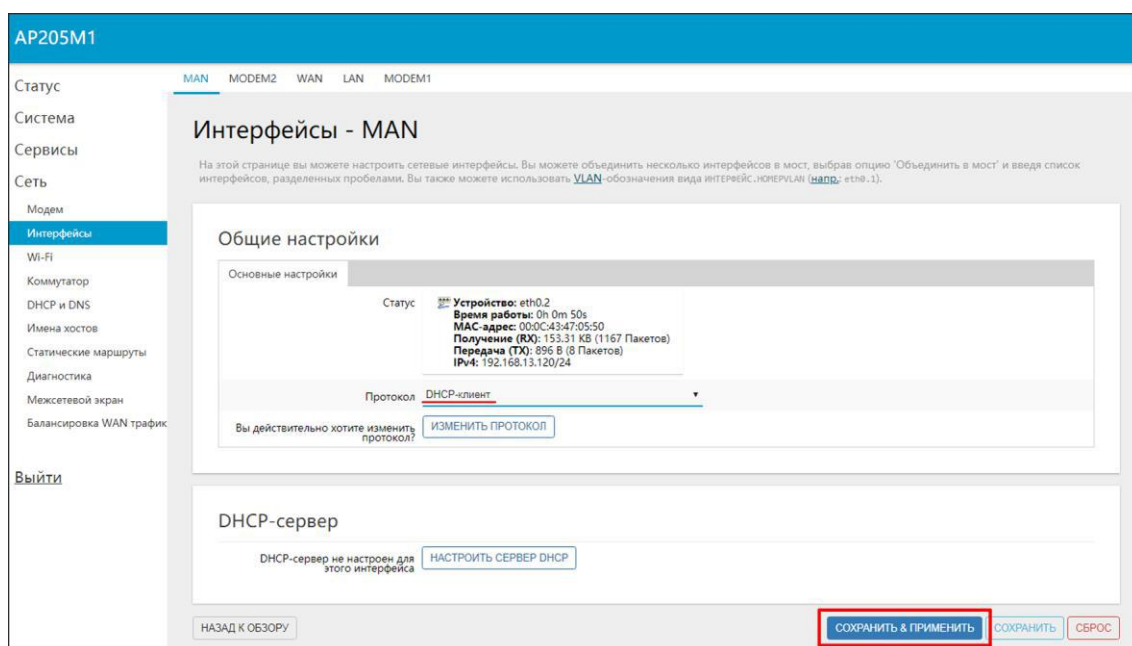 AP205M1
Статус
Система
Сервисы
Сеть
Модем
Интерфейсы
Wi-Fi
Коммутатор
DHCP и DNS
Имена хостов
Статические маршруты
Диагностика
Межсетевой экран
Балансировка WAN трафик
Выйти
MAN MODEM2 WAN LAN MODEM1
Интерфейсы - MAN
На этой странице вы можете настроить сетевые интерфейсы. Вы можете объединить несколько интерфейсов в мост, выбрав опцию 'Объединить в мост' и введя список
интерфейсов, разделенных пробелами. Вы также можете использовать VLAN-обозначения вида ИНТЕРФЕЙС.НОМЕРVLAN (напр.: eth0.1).
Общие настройки
Основные настройки
Статус
Устройство: eth0.2
Время работы: 0h 0m 50s
MAC-адрес: 00:0C:43:47:05:50
Получение (RX): 153.31 KB (1167 Пакетов)
Передача (TX): 896 B (8 Пакетов)
IPv4: 192.168.13.120/24
Протокол DHCP-клиент
Вы действительно хотите изменить
протокол?
ИЗМЕНИТЬ ПРОТОКОЛ
DHCP-сервер
DHCP-сервер не настроен для
этого интерфейса
НАСТРОИТЬ СЕРВЕР DHCP
НАЗАД К ОБЗОРУ
СОХРАНИТЬ & ПРИМЕНИТЬ СОХРАНИТЬ СБРОС